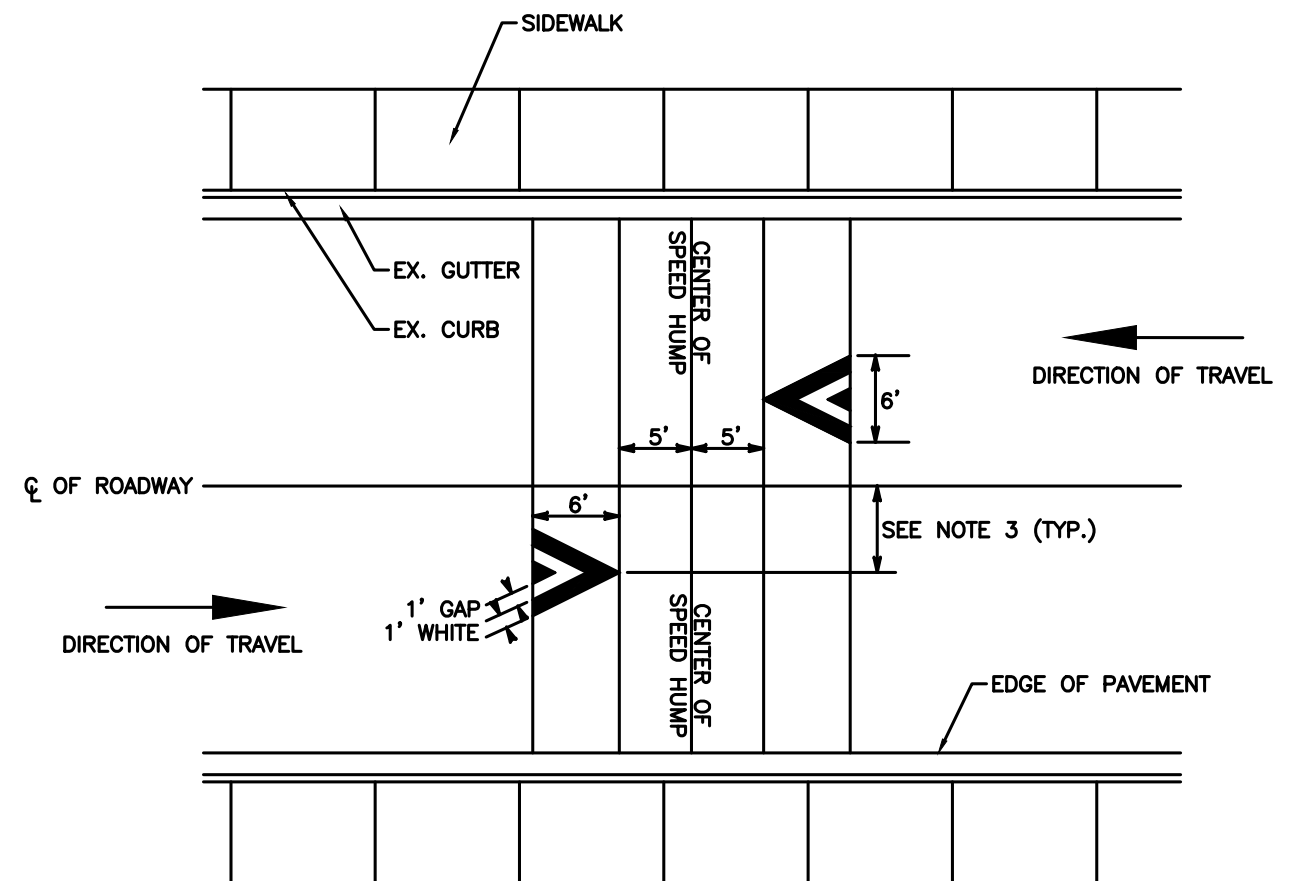 SIDEWALK
EX. GUTTER
EX. CURB
CENTER OF
SPEED HUMP
DIRECTION OF TRAVEL
6'
5'
5'
℄ OF ROADWAY
6'
SEE NOTE 3 (TYP.)
1' GAP
1' WHITE
DIRECTION OF TRAVEL
CENTER OF
SPEED HUMP
EDGE OF PAVEMENT